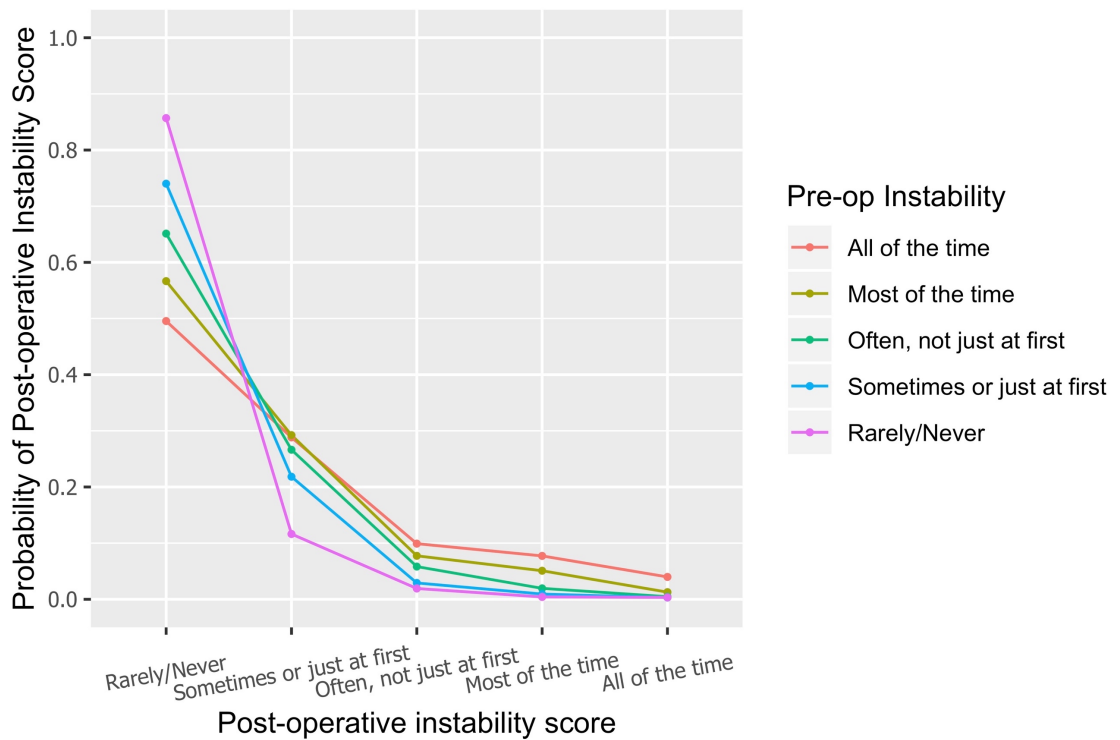 Probability of Post-operative Instability Score
1.0
0.8
0.6
0.4
0.2
0.0
Rarely/Never
Sometimes or just at first
Often, not just at first
Most of the time
All of the time
Post-operative instability score
Pre-op Instability
All of the time
Most of the time
Often, not just at first
Sometimes or just at first
Rarely/Never